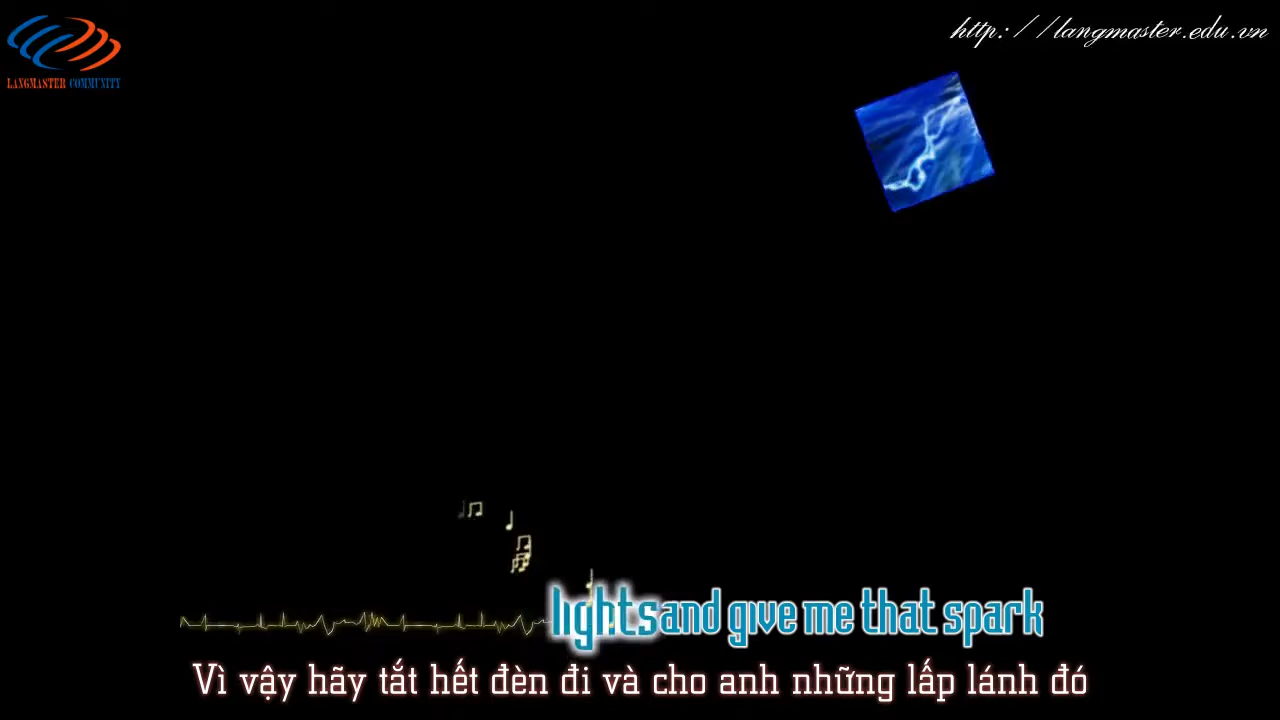 http://langmaster.edu.vn
LANGMASTER COMMUNITY
lights and give me that spark
Vì vậy hãy tắt hết đèn đi và cho anh những lấp lánh đó